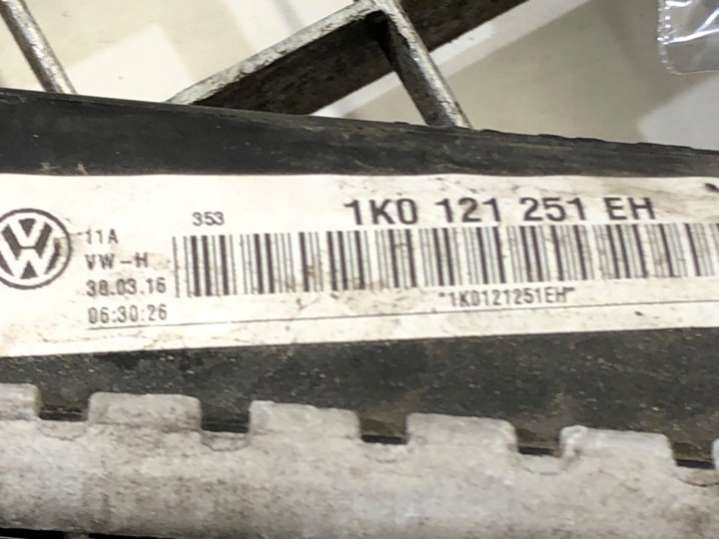 353
1K0 121 251 EH
11A
VW-H
30.03.16
06:30:26
*1K0121251EH*